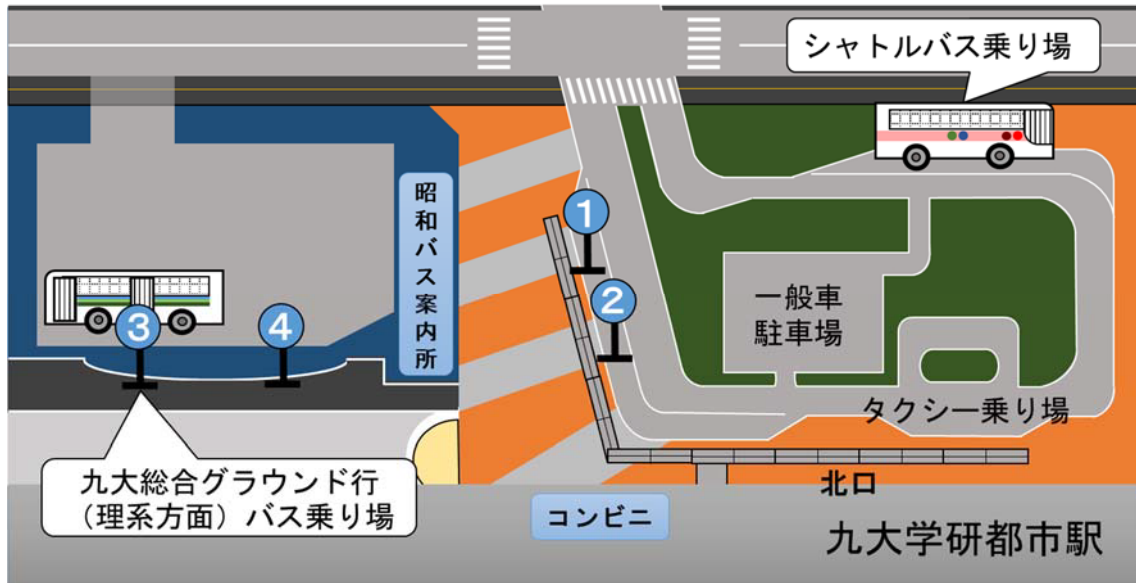 シャトルバス乗り場
昭和バス案内所
1
2
3
4
一般車
駐車場
タクシー乗り場
九大総合グラウンド行
（理系方面）バス乗り場
コンビニ
北口
九大学研都市駅